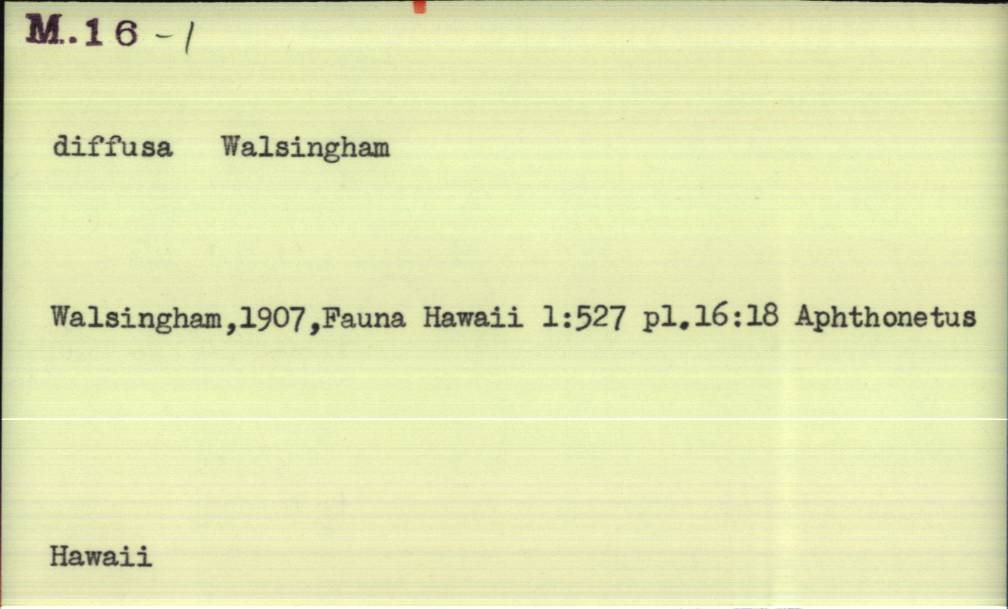 M.16 -1
diffusa Walsingham
Walsingham,1907,Fauna Hawaii 1:527 pl.16:18 Aphthonetus
Hawaii